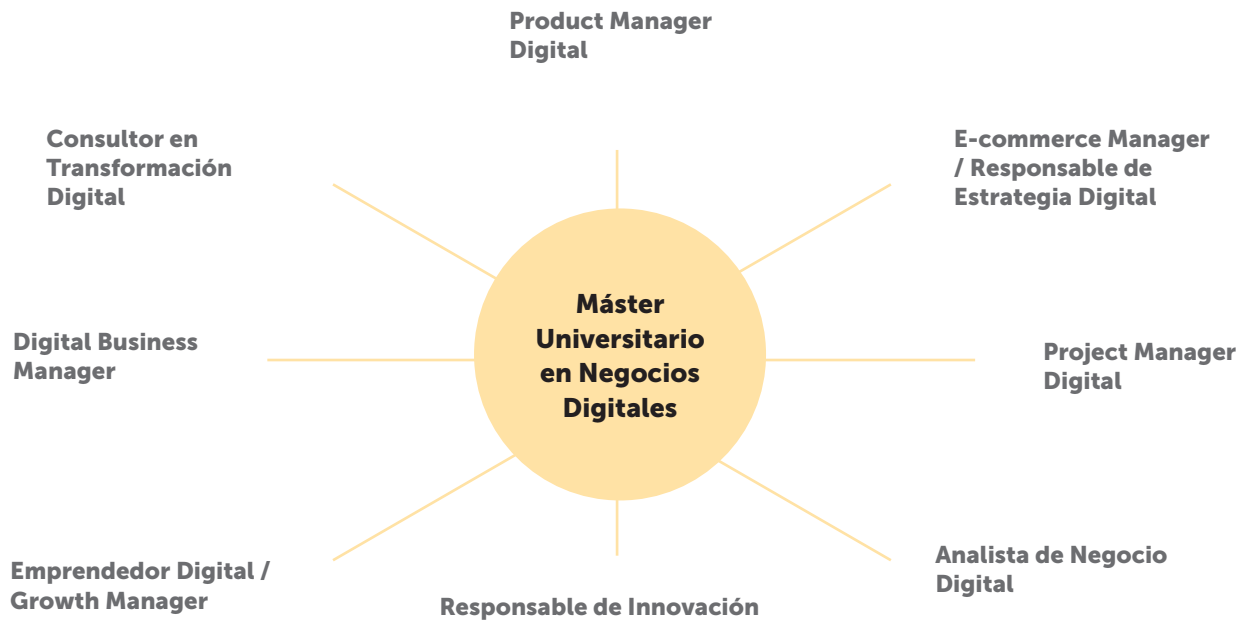 Product Manager
Digital
Consultor en
Transformación
Digital
E-commerce Manager
/ Responsable de
Estrategia Digital
Máster
Universitario
en Negocios
Digitales
Digital Business
Manager
Project Manager
Digital
Emprendedor Digital /
Growth Manager
Responsable de Innovación
Analista de Negocio
Digital